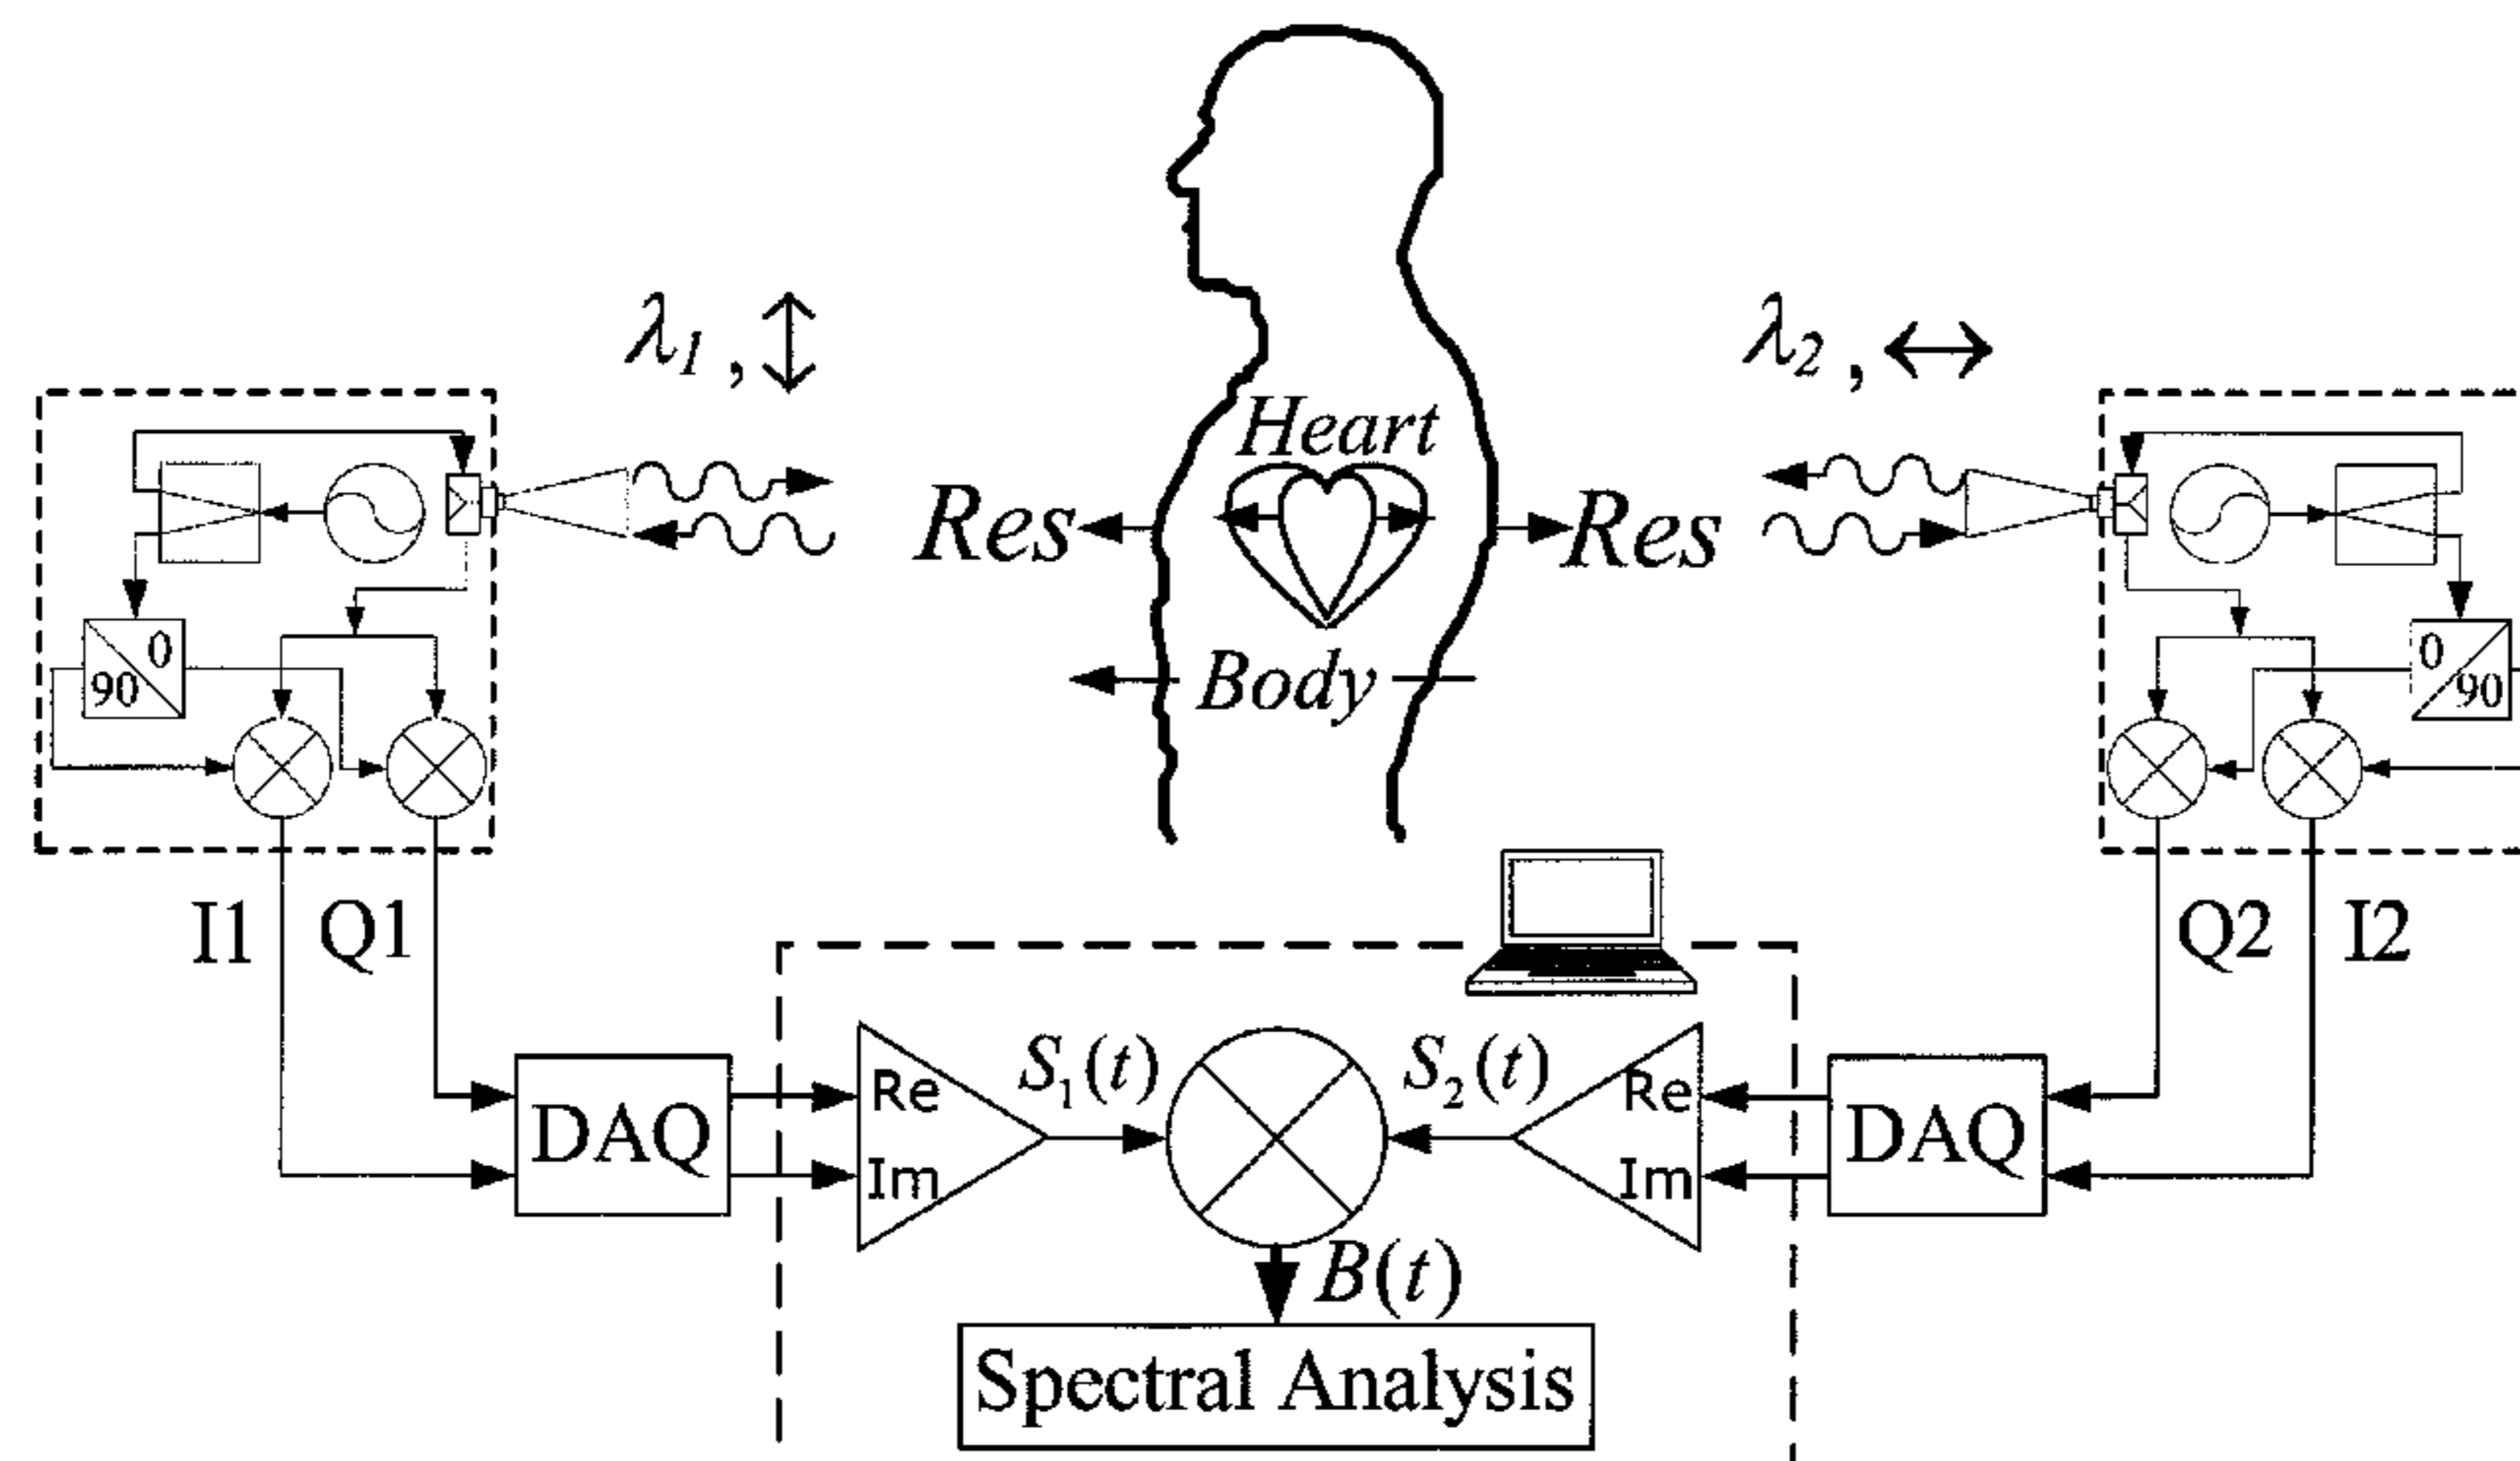 λ1 , ↕
λ2 , ↔
Heart
Res
Res
Body
0
90
0
90
I1
Q1
Q2
I2
DAQ
Re
Im
S1(t)
S2(t)
Re
Im
DAQ
B(t)
Spectral Analysis